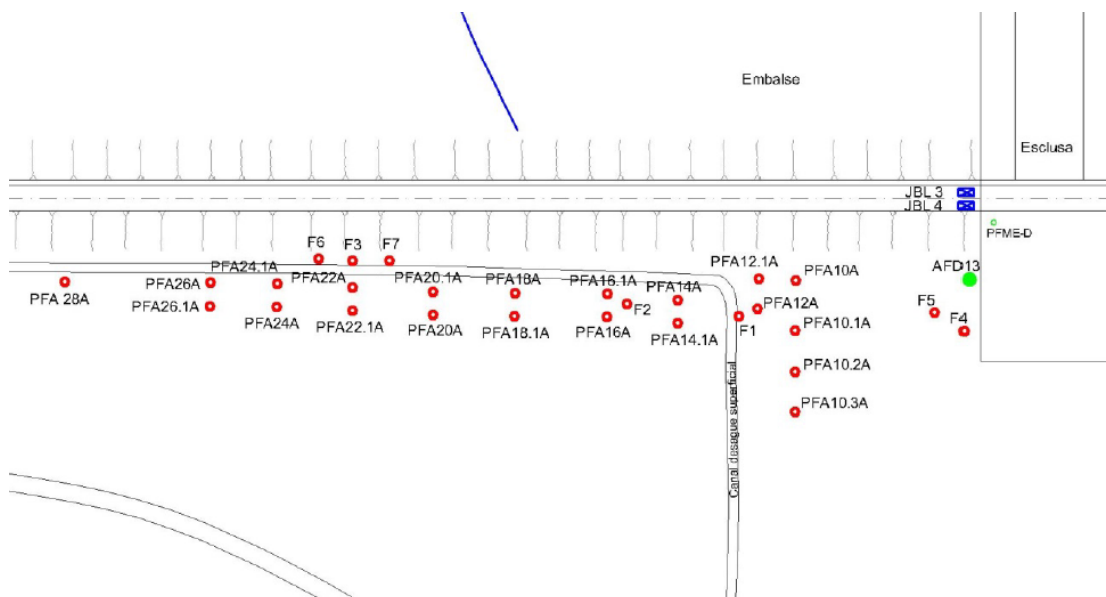 Embalse
Esclusa
JBL 3
JBL 4
PFME-D
F6
F3
F7
PFA24.1A
PFA22A
PFA20.1A
PFA18A
PFA16.1A
PFA12.1A
PFA10A
AFD13
PFA26A
PFA14A
PFA 28A
PFA26.1A
PFA24A
PFA22.1A
PFA20A
PFA18.1A
PFA16A
F2
PFA14.1A
F1
PFA12A
PFA10.1A
F5
F4
PFA10.2A
PFA10.3A
Canal desague superficial